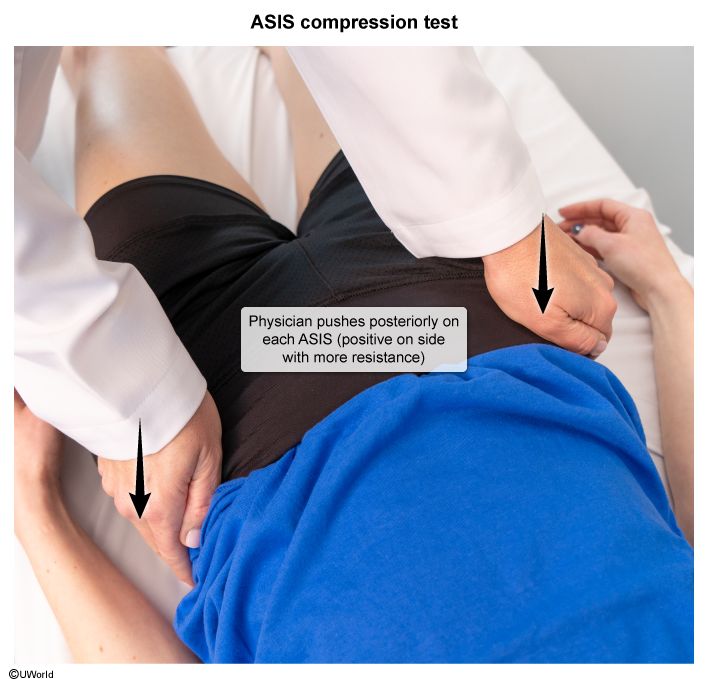 ASIS compression test
Physician pushes posteriorly on
each ASIS (positive on side
with more resistance)
©UWorld